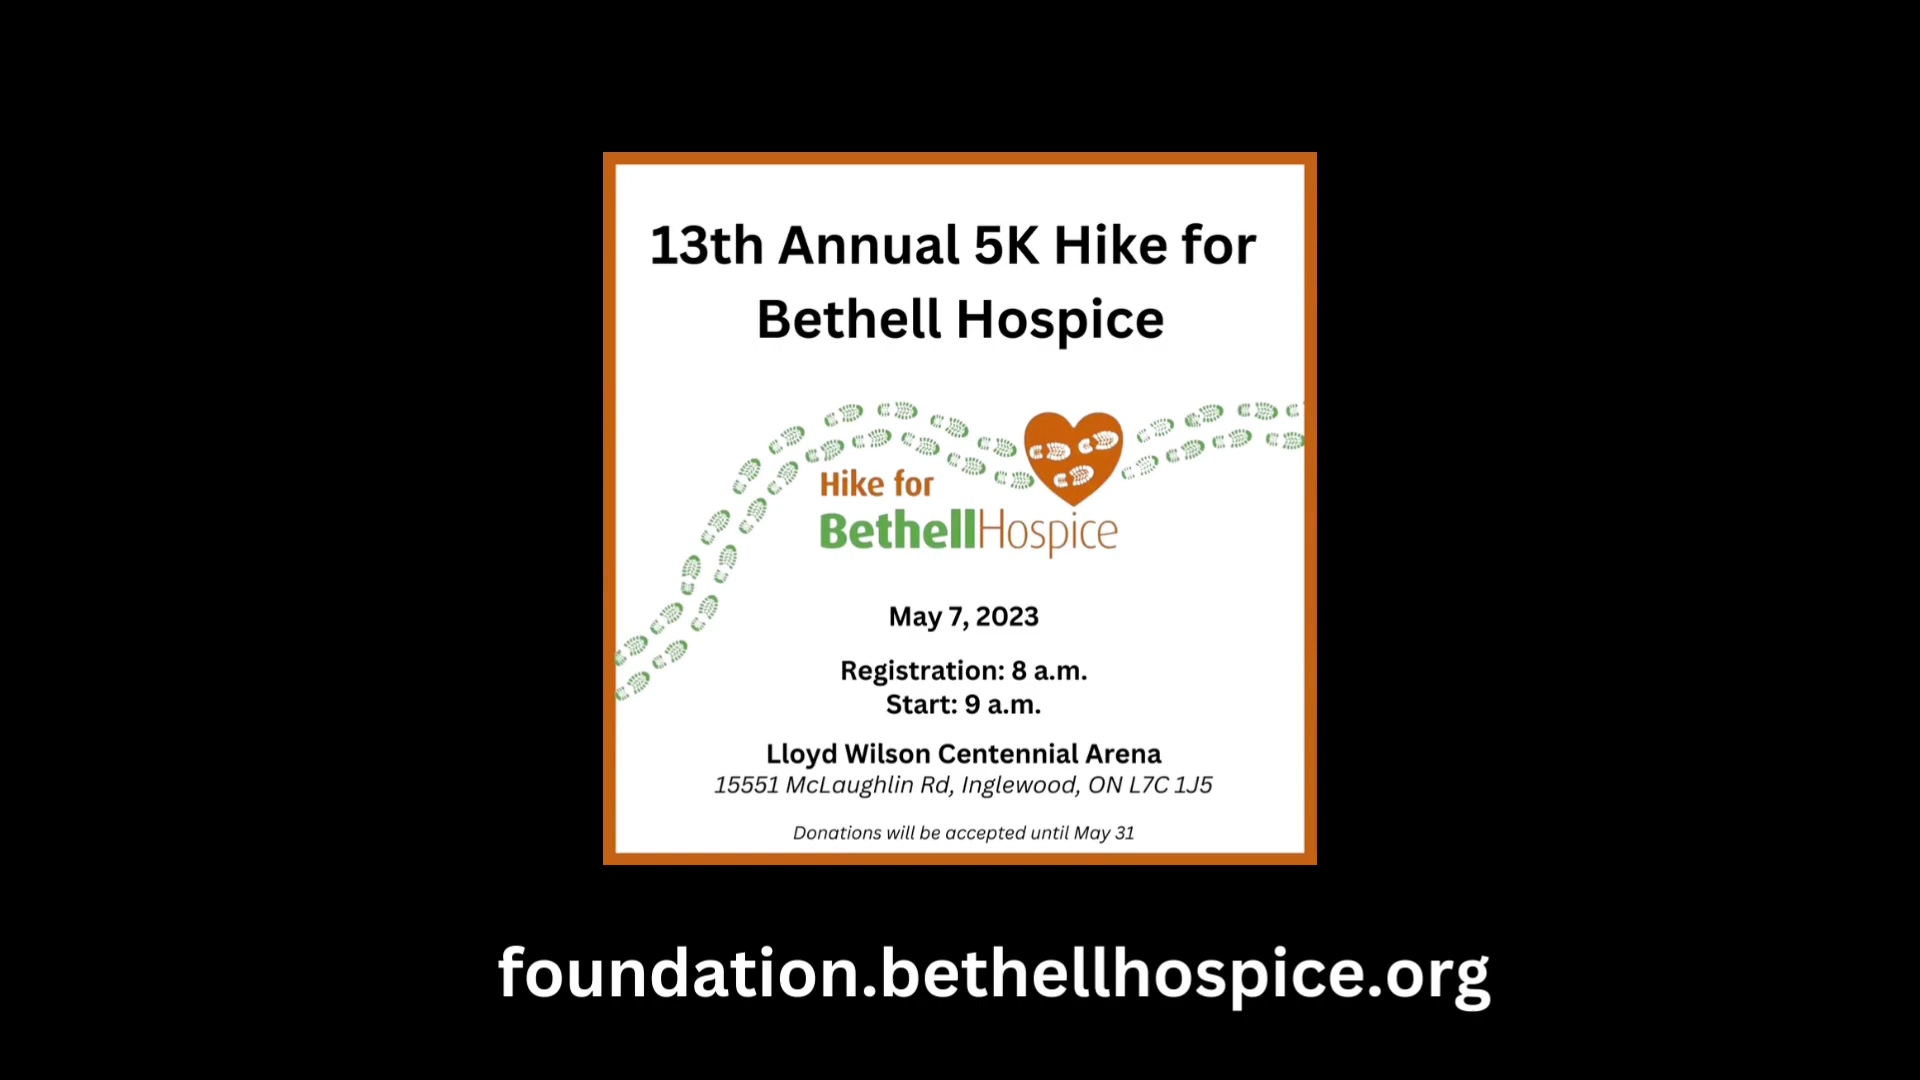 13th Annual 5K Hike for
Bethell Hospice
Hike for
BethellHospice
May 7, 2023
Registration: 8 a.m.
Start: 9 a.m.
Lloyd Wilson Centennial Arena
15551 McLaughlin Rd, Inglewood, ON L7C 1J5
Donations will be accepted until May 31
foundation.bethellhospice.org